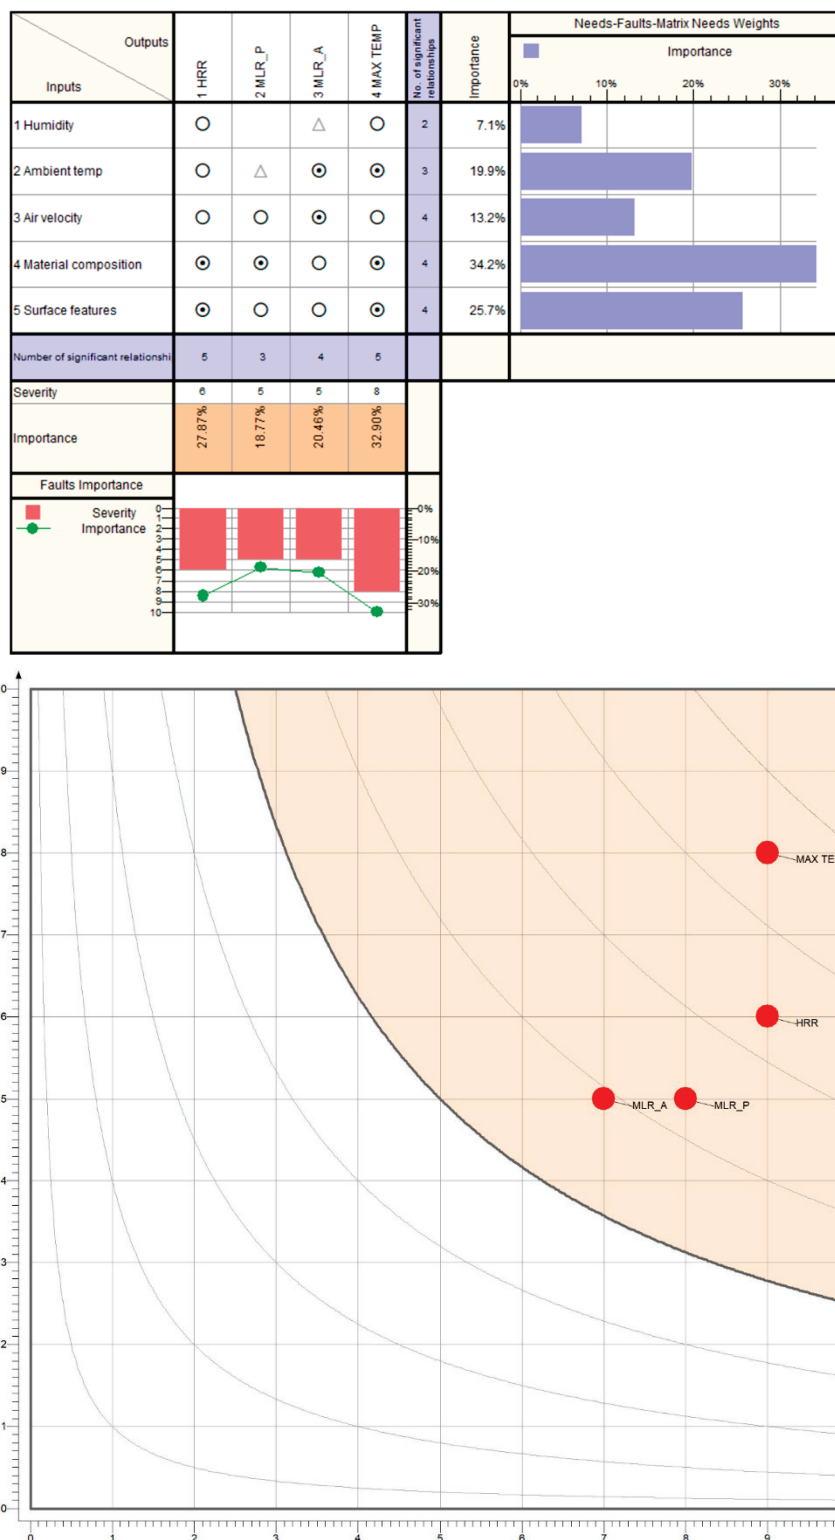 Outputs
Inputs
1 HRR
2 MLR_P
3 MLR_A
4 MAX TEMP
No. of significant
relationships
Importance
Needs-Faults-Matrix Needs Weights
Importance
0% 10% 20% 30%
1 Humidity 2 7.1%
2 Ambient temp 3 19.9%
3 Air velocity 4 13.2%
4 Material composition 4 34.2%
5 Surface features 4 25.7%
Number of significant relationshi 5 3 4 5
Severity 6 5 5 8
Importance 27.87% 18.77% 20.46% 32.90%
Faults Importance
Severity
Importance
0
1
2
3
4
5
6
7
8
9
10
0%
10%
20%
30%
0
9
8
MAX TE
7
6
HRR
5
MLR_A MLR_P
4
3
2
1
0
0 1 2 3 4 5 6 7 8 9